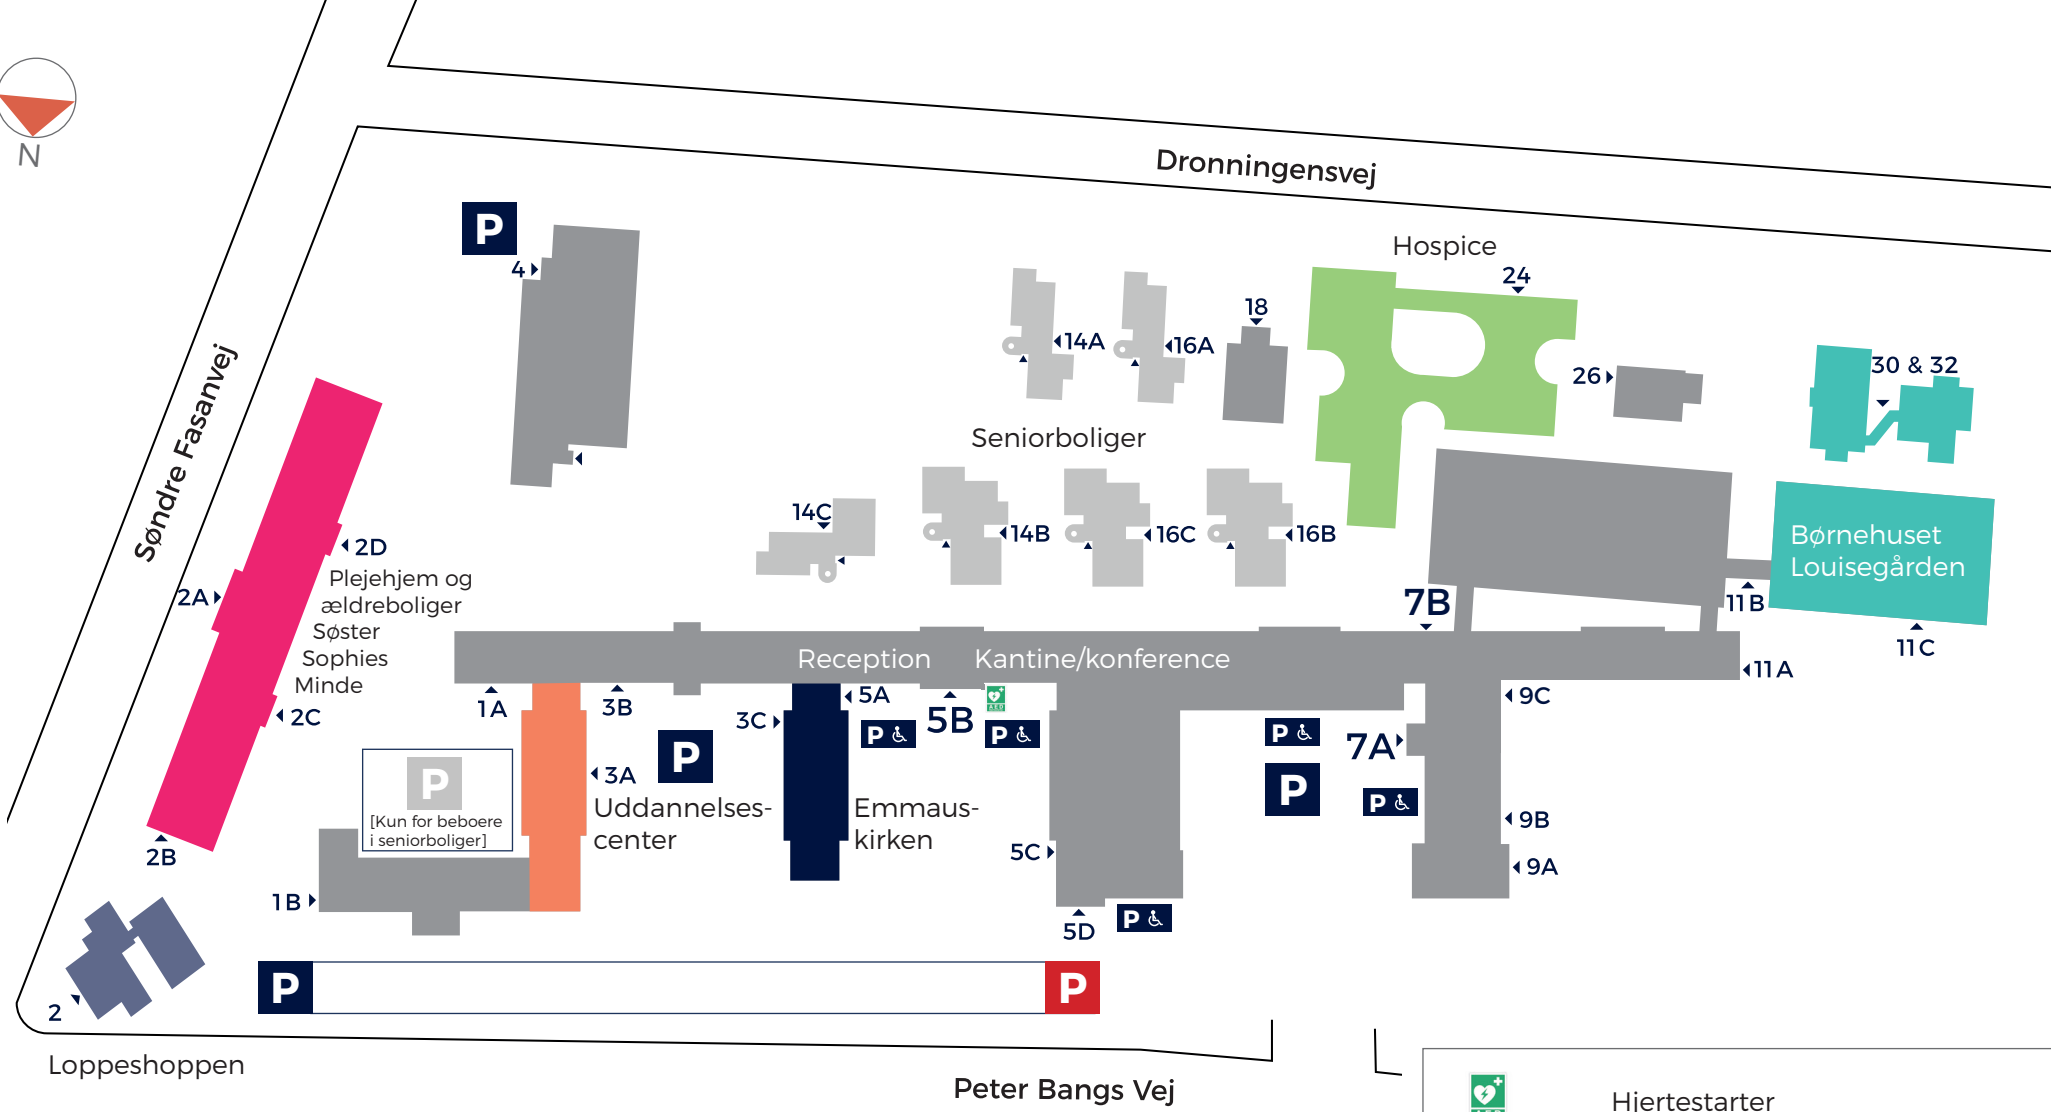 N
Dronningensvej
Søndre Fasanvej
P
4
Hospice
24
18
14A
16A
26
30 & 32
Seniorboliger
14C
14B
16C
16B
Børnehuset
Louisegården
2D
2A
Plejehjem og
ældreboliger
Søster
Sophies
Minde
2C
2B
7B
11B
11C
11A
Reception
Kantine/konference
1A
3B
5A
3C
5B
AED
P
P
P
9C
P
7A
3A
P
P
P
[Kun for beboere
i seniorboliger]
Uddannelses-
center
Emmaus-
kirken
9B
5C
9A
1B
5D
P
P
P
2
Loppeshoppen
Peter Bangs Vej
AED
Hjertestarter